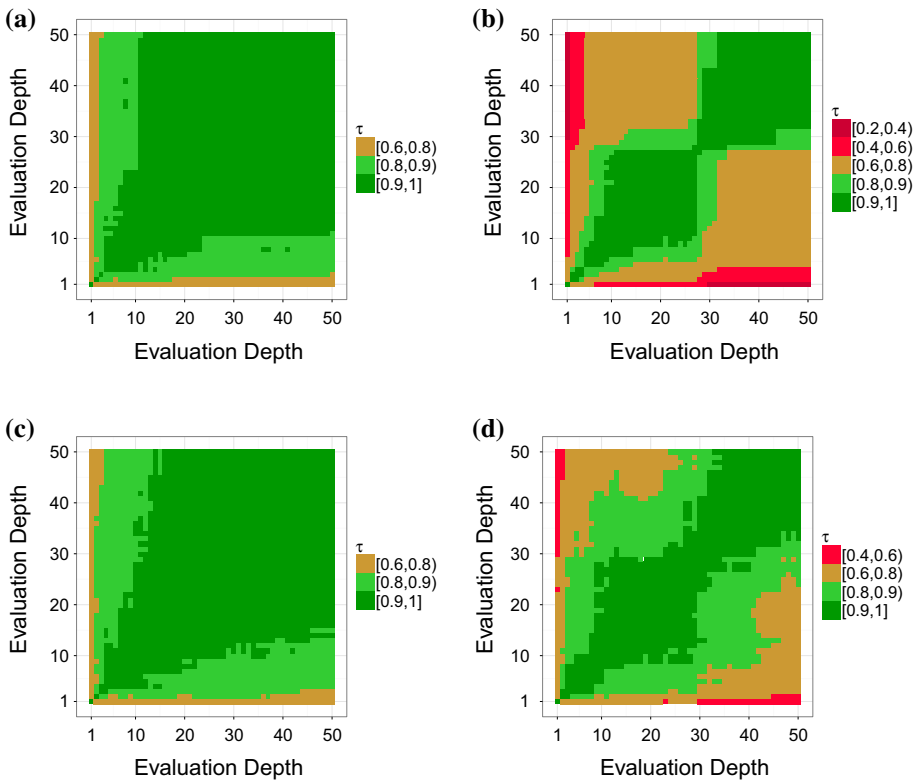 (a)
Evaluation Depth
50
40
30
20
10
1
1 10 20 30 40 50
Evaluation Depth
τ
[0.6,0.8)
[0.8,0.9)
[0.9,1]
(b)
Evaluation Depth
50
40
30
20
10
1
1 10 20 30 40 50
Evaluation Depth
τ
[0.2,0.4)
[0.4,0.6)
[0.6,0.8)
[0.8,0.9)
[0.9,1]
(c)
Evaluation Depth
50
40
30
20
10
1
1 10 20 30 40 50
Evaluation Depth
τ
[0.6,0.8)
[0.8,0.9)
[0.9,1]
(d)
Evaluation Depth
50
40
30
20
10
1
1 10 20 30 40 50
Evaluation Depth
τ
[0.4,0.6)
[0.6,0.8)
[0.8,0.9)
[0.9,1]